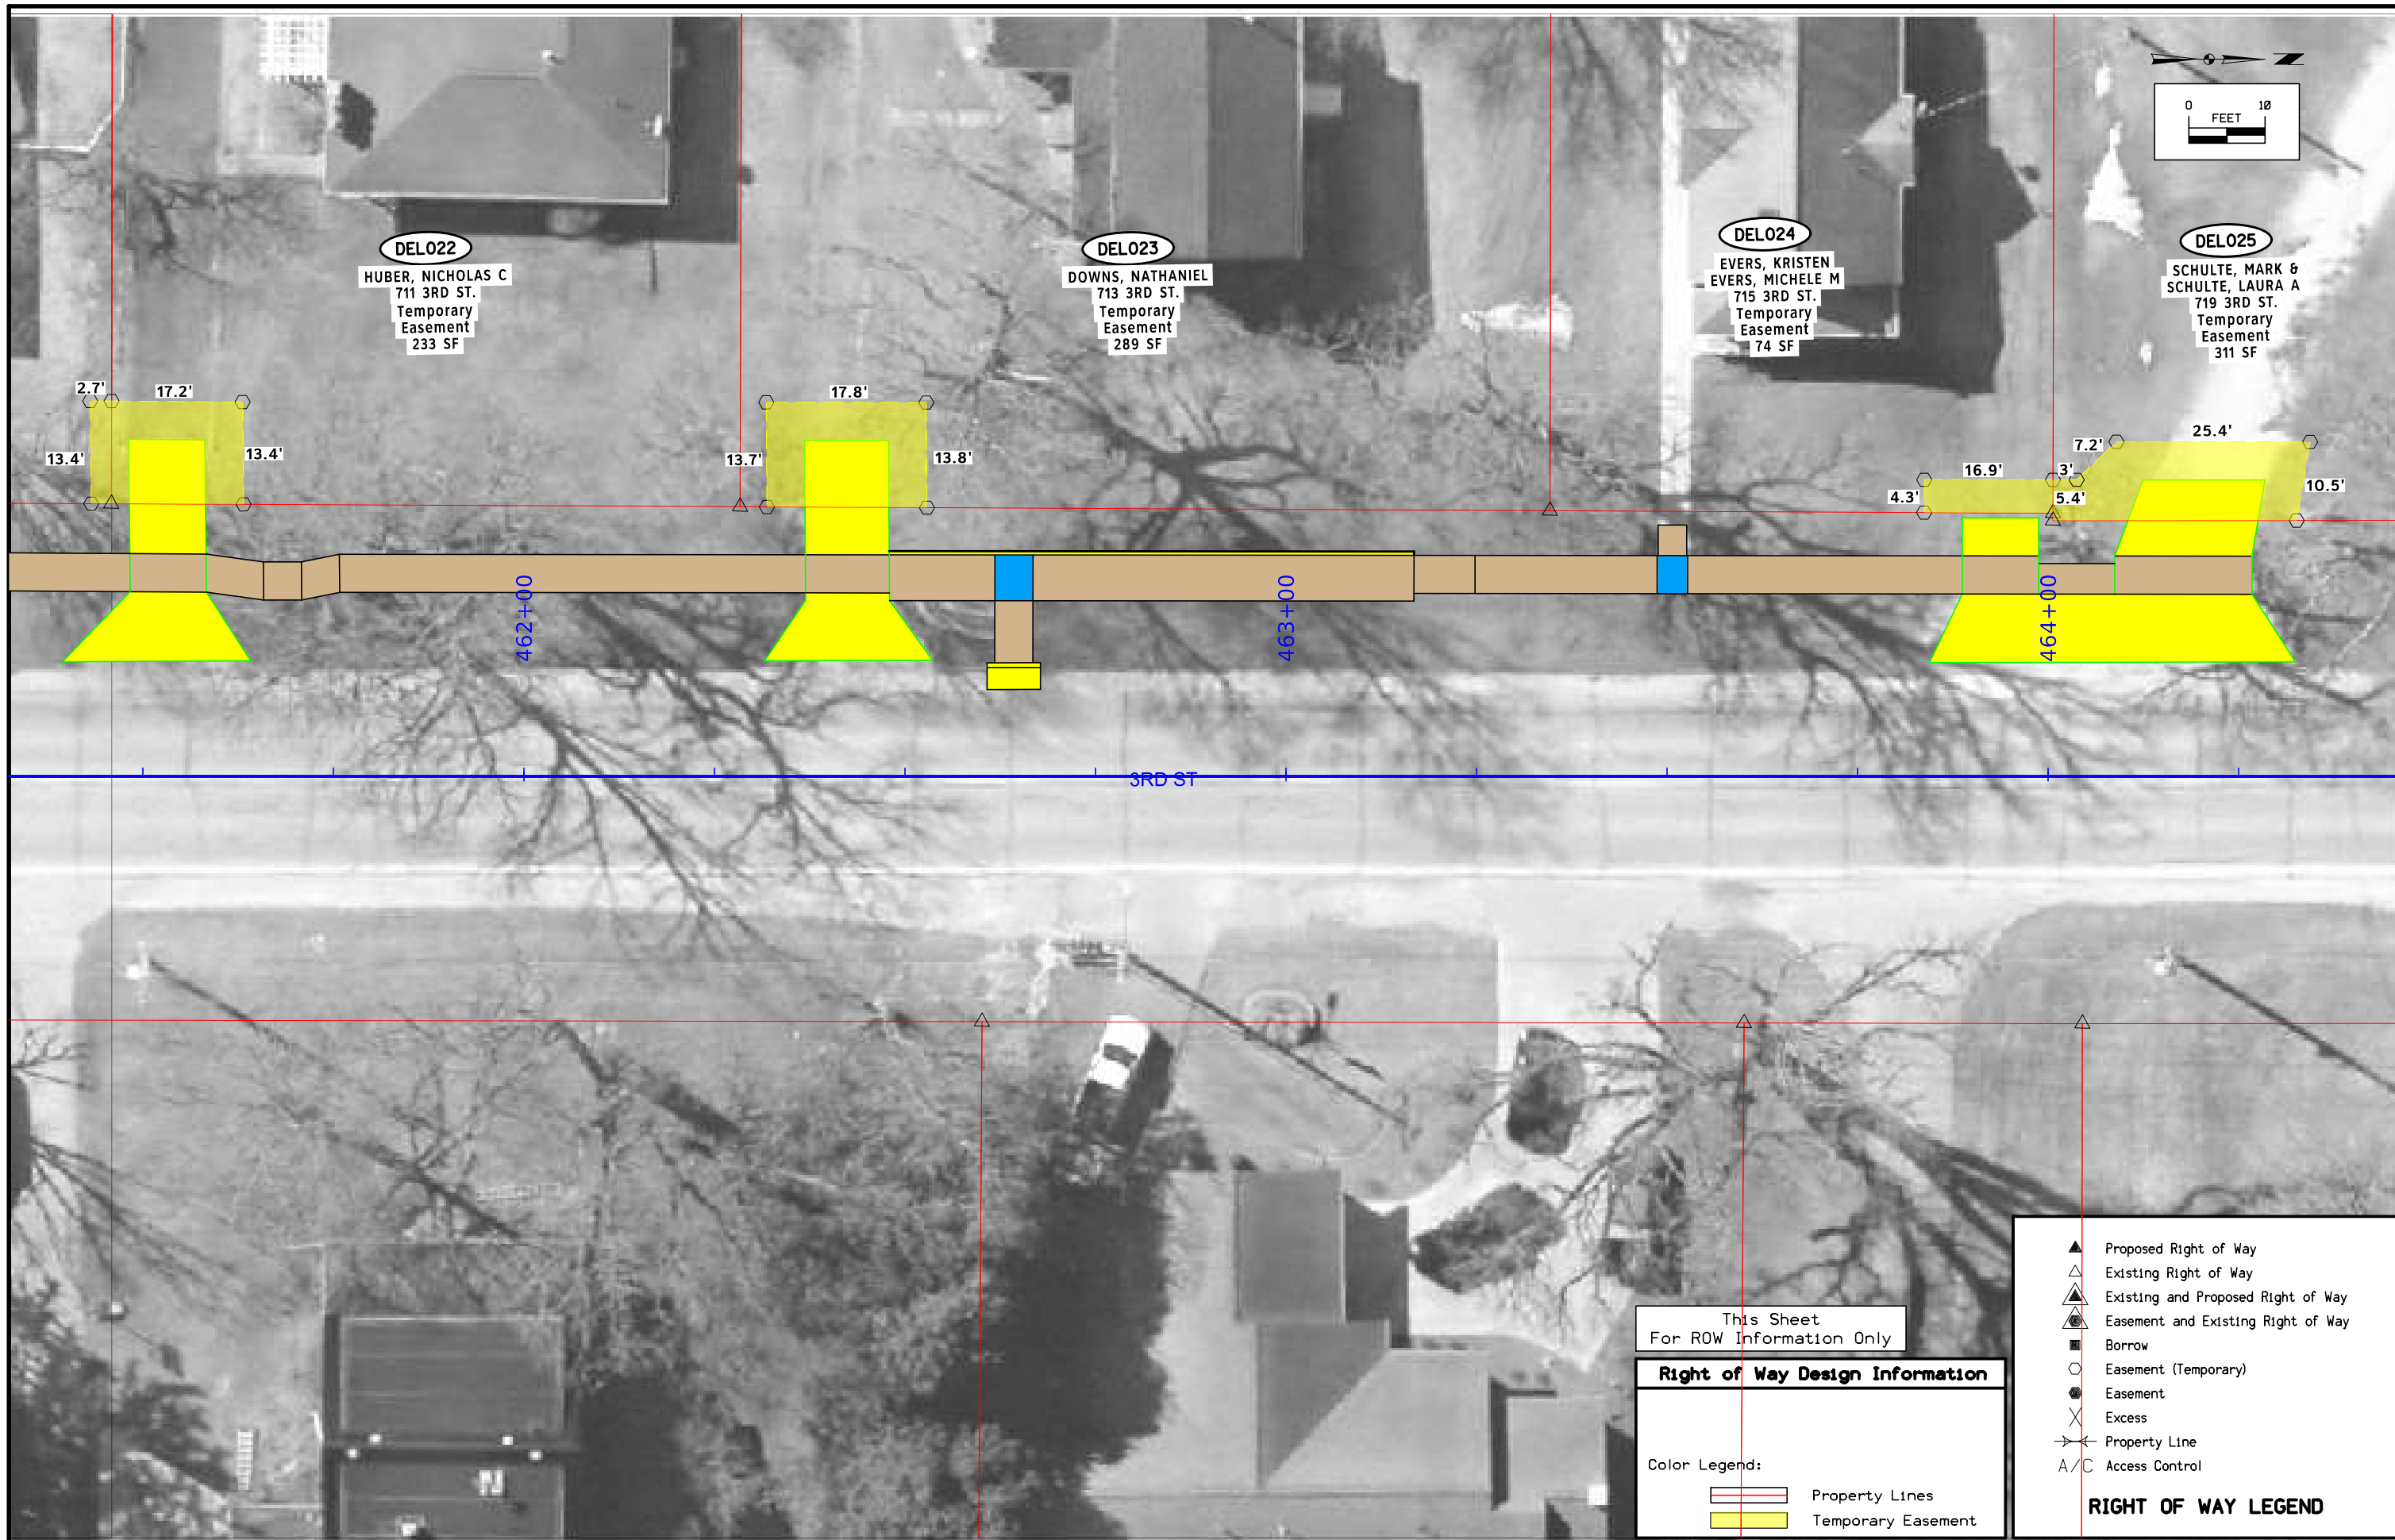 0 10
FEET
DEL022
HUBER, NICHOLAS C
711 3RD ST.
Temporary
Easement
233 SF
DEL023
DOWNS, NATHANIEL
713 3RD ST.
Temporary
Easement
289 SF
DEL024
EVERS, KRISTEN
EVERS, MICHELE M
715 3RD ST.
Temporary
Easement
74 SF
DEL025
SCHULTE, MARK &
SCHULTE, LAURA A
719 3RD ST.
Temporary
Easement
311 SF
2.7'
17.2'
13.4'
13.4'
17.8'
13.7'
13.8'
16.9'
4.3'
3'
5.4'
7.2'
25.4'
10.5'
462+00
463+00
464+00
3RD ST
This Sheet
For ROW Information Only
Right of Way Design Information
Color Legend:
Property Lines
Temporary Easement
Proposed Right of Way
Existing Right of Way
Existing and Proposed Right of Way
Easement and Existing Right of Way
Borrow
Easement (Temporary)
Easement
Excess
Property Line
A/C Access Control
RIGHT OF WAY LEGEND